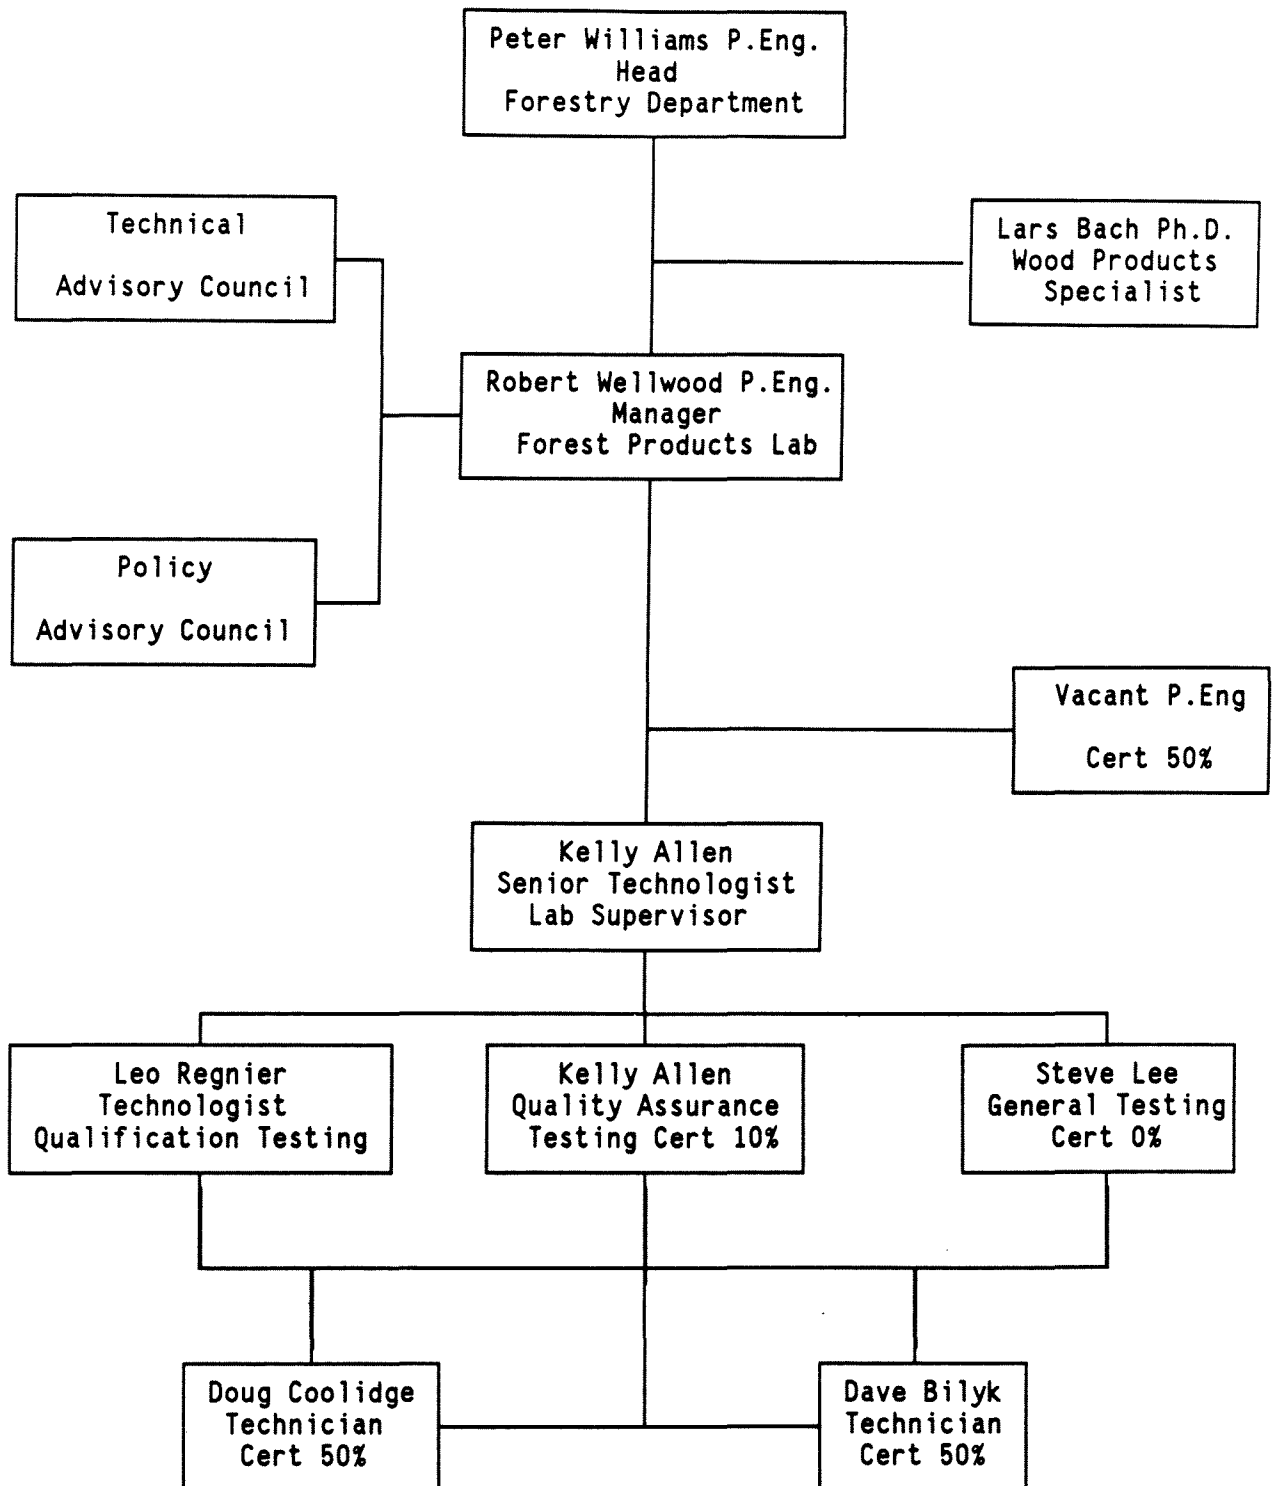 Peter Williams P.Eng.
Head
Forestry Department
Technical
Advisory Council
Lars Bach Ph.D.
Wood Products
Specialist
Robert Wellwood P.Eng.
Manager
Forest Products Lab
Policy
Advisory Council
Vacant P.Eng
Cert 50%
Kelly Allen
Senior Technologist
Lab Supervisor
Leo Regnier
Technologist
Qualification Testing
Kelly Allen
Quality Assurance
Testing Cert 10%
Steve Lee
General Testing
Cert 0%
Doug Coolidge
Technician
Cert 50%
Dave Bilyk
Technician
Cert 50%